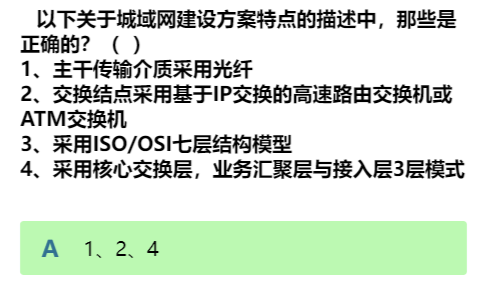 以下关于城域网建设方案特点的描述中，那些是
正确的？（ ）
1、主干传输介质采用光纤
2、交换结点采用基于IP交换的高速路由交换机或
ATM交换机
3、采用ISO/OSI七层结构模型
4、采用核心交换层，业务汇聚层与接入层3层模式
A 1、2、4